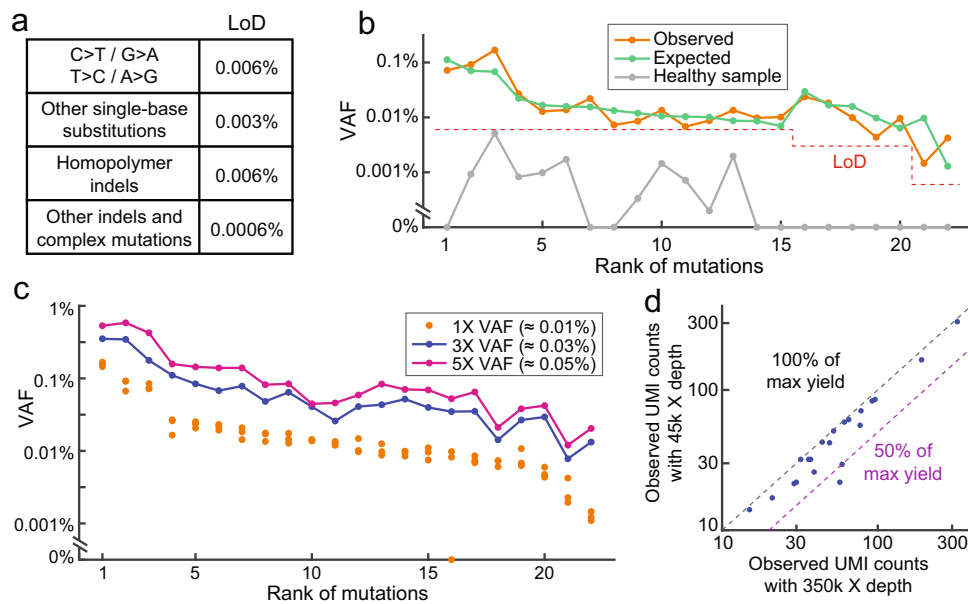 a
LoD
C>T / G>A
T>C / A>G
0.006%
Other single-base
substitutions
0.003%
Homopolymer
indels
0.006%
Other indels and
complex mutations
0.0006%
b
VAF
0.1%
0.01%
0.001%
0%
Observed
Expected
Healthy sample
LoD
1
5
10
15
20
Rank of mutations
c
VAF
1%
0.1%
0.01%
0.001%
0%
1X VAF (≈ 0.01%)
3X VAF (≈ 0.03%)
5X VAF (≈ 0.05%)
1
5
10
15
20
Rank of mutations
d
Observed UMI counts
with 45k X depth
300
100
30
10
100% of
max yield
50% of
max yield
10
30
100
300
Observed UMI counts
with 350k X depth